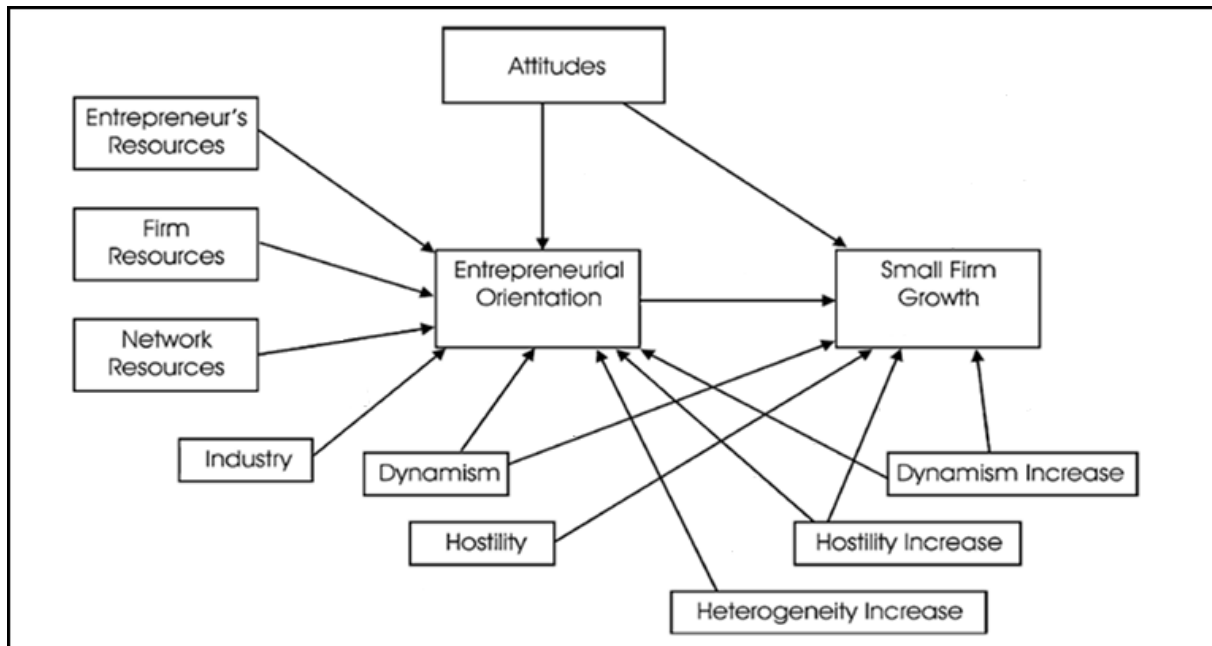 Attitudes
Entrepreneur's
Resources
Firm
Resources
Network
Resources
Entrepreneurial
Orientation
Small Firm
Growth
Industry
Dynamism
Dynamism Increase
Hostility
Hostility Increase
Heterogeneity Increase